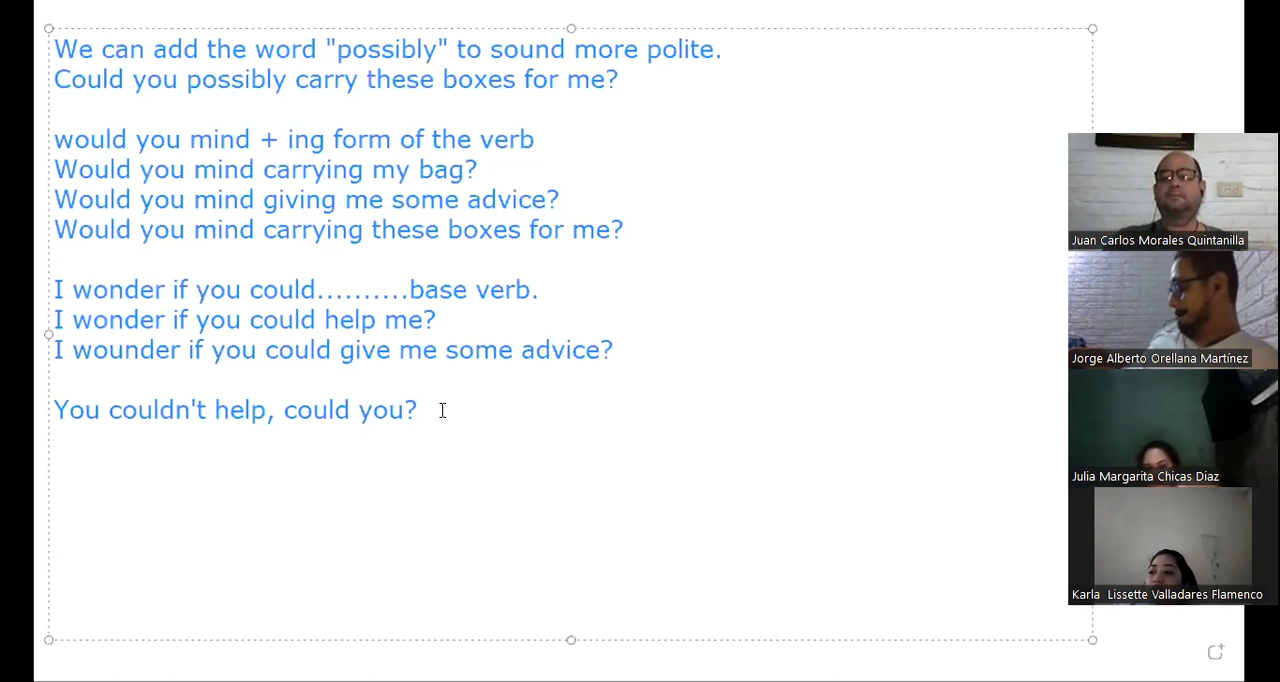 We can add the word "possibly" to sound more polite.
Could you possibly carry these boxes for me?
would you mind + ing form of the verb
Would you mind carrying my bag?
Would you mind giving me some advice?
Would you mind carrying these boxes for me?
I wonder if you could..........base verb.
I wonder if you could help me?
I wounder if you could give me some advice?
You couldn't help, could you?
Juan Carlos Morales Quintanilla
Jorge Alberto Orellana Martínez
Julia Margarita Chicas Diaz
Karla Lissette Valladares Flamenco